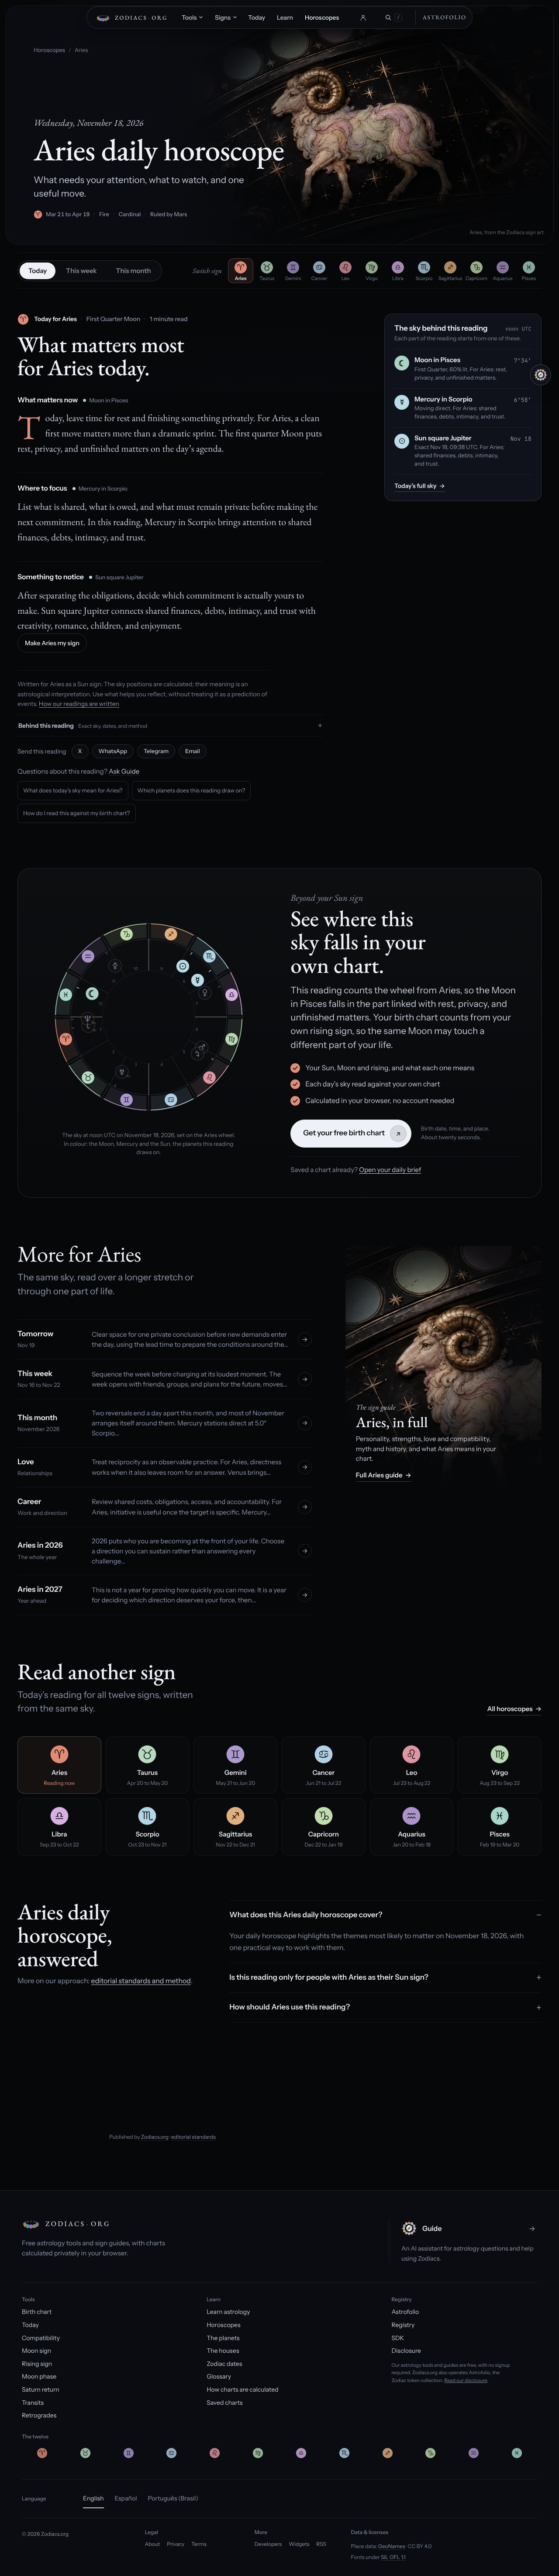 ZODIACS·ORG
Tools
Signs
Today
Learn
Horoscopes
/
ASTROFOLIO
Horoscopes / Aries
Wednesday, November 18, 2026
Aries daily horoscope
What needs your attention, what to watch, and one
useful move.
Mar 21 to Apr 19 Fire Cardinal Ruled by Mars
Aries, from the Zodiacs sign art
Today
This week
This month
Switch sign
Aries
Taurus
Gemini
Cancer
Leo
Virgo
Libra
Scorpio
Sagittarius
Capricorn
Aquarius
Pisces
Today for Aries First Quarter Moon 1 minute read
What matters most
for Aries today.
What matters now Moon in Pisces
Today, leave time for rest and finishing something privately. For Aries, a clean
first move matters more than a dramatic sprint. The first quarter Moon puts
rest, privacy, and unfinished matters on the day's agenda.
Where to focus Mercury in Scorpio
List what is shared, what is owed, and what must remain private before making the
next commitment. In this reading, Mercury in Scorpio brings attention to shared
finances, debts, intimacy, and trust.
Something to notice Sun square Jupiter
After separating the obligations, decide which commitment is actually yours to
make. Sun square Jupiter connects shared finances, debts, intimacy, and trust with
creativity, romance, children, and enjoyment.
Make Aries my sign
Written for Aries as a Sun sign. The sky positions are calculated; their meaning is an
astrological interpretation. Use what helps you reflect, without treating it as a prediction of
events. How our readings are written
Behind this reading Exact sky, dates, and method
+
Send this reading
X
WhatsApp
Telegram
Email
Questions about this reading? Ask Guide
What does today's sky mean for Aries?
Which planets does this reading draw on?
How do I read this against my birth chart?
The sky behind this reading noon UTC
Each part of the reading starts from one of these.
Moon in Pisces 7°34'
First Quarter, 60% lit. For Aries: rest,
privacy, and unfinished matters.
Mercury in Scorpio 6°58'
Moving direct. For Aries: shared
finances, debts, intimacy, and trust.
Sun square Jupiter Nov 18
Exact Nov 18, 09:38 UTC. For Aries:
shared finances, debts, intimacy,
and trust.
Today's full sky →
The sky at noon UTC on November 18, 2026, set on the Aries wheel.
In colour: the Moon, Mercury and the Sun, the planets this reading
draws on.
Beyond your Sun sign
See where this
sky falls in your
own chart.
This reading counts the wheel from Aries, so the Moon
in Pisces falls in the part linked with rest, privacy, and
unfinished matters. Your birth chart counts from your
own rising sign, so the same Moon may touch a
different part of your life.
Your Sun, Moon and rising, and what each one means
Each day's sky read against your own chart
Calculated in your browser, no account needed
Get your free birth chart
Birth date, time, and place.
About twenty seconds.
Saved a chart already? Open your daily brief
More for Aries
The same sky, read over a longer stretch or
through one part of life.
Tomorrow
Nov 19
Clear space for one private conclusion before new demands enter
the day, using the lead time to prepare the conditions around the...
This week
Nov 16 to Nov 22
Sequence the week before charging at its loudest moment. The
week opens with friends, groups, and plans for the future, moves...
This month
November 2026
Two reversals end a day apart this month, and most of November
arranges itself around them. Mercury stations direct at 5.0°
Scorpio...
Love
Relationships
Treat reciprocity as an observable practice. For Aries, directness
works when it also leaves room for an answer. Venus brings...
Career
Work and direction
Review shared costs, obligations, access, and accountability. For
Aries, initiative is useful once the target is specific. Mercury...
Aries in 2026
The whole year
2026 puts who you are becoming at the front of your life. Choose
a direction you can sustain rather than answering every
challenge...
Aries in 2027
Year ahead
This is not a year for proving how quickly you can move. It is a year
for deciding which direction deserves your force, then...
The sign guide
Aries, in full
Personality, strengths, love and compatibility,
myth and history, and what Aries means in your
chart.
Full Aries guide →
Read another sign
Today's reading for all twelve signs, written
from the same sky.
All horoscopes →
Aries
Reading now
Taurus
Apr 20 to May 20
Gemini
May 21 to Jun 20
Cancer
Jun 21 to Jul 22
Leo
Jul 23 to Aug 22
Virgo
Aug 23 to Sep 22
Libra
Sep 23 to Oct 22
Scorpio
Oct 23 to Nov 21
Sagittarius
Nov 22 to Dec 21
Capricorn
Dec 22 to Jan 19
Aquarius
Jan 20 to Feb 18
Pisces
Feb 19 to Mar 20
Aries daily
horoscope,
answered
More on our approach: editorial standards and method.
What does this Aries daily horoscope cover? −
Your daily horoscope highlights the themes most likely to matter on November 18, 2026, with
one practical way to work with them.
Is this reading only for people with Aries as their Sun sign? +
How should Aries use this reading? +
Published by Zodiacs.org · editorial standards
ZODIACS·ORG
Free astrology tools and sign guides, with charts
calculated privately in your browser.
Guide →
An AI assistant for astrology questions and help
using Zodiacs.
Tools
Birth chart
Today
Compatibility
Moon sign
Rising sign
Moon phase
Saturn return
Transits
Retrogrades
Learn
Learn astrology
Horoscopes
The planets
The houses
Zodiac dates
Glossary
How charts are calculated
Saved charts
Registry
Astrofolio
Registry
SDK
Disclosure
Our astrology tools and guides are free, with no signup
required. Zodiacs.org also operates Astrofolio, the
Zodiac token collection. Read our disclosure.
The twelve
Language
English
Español
Português (Brasil)
© 2026 Zodiacs.org
Legal
About Privacy Terms
More
Developers Widgets RSS
Data & licenses
Place data: GeoNames · CC BY 4.0
Fonts under SIL OFL 1.1